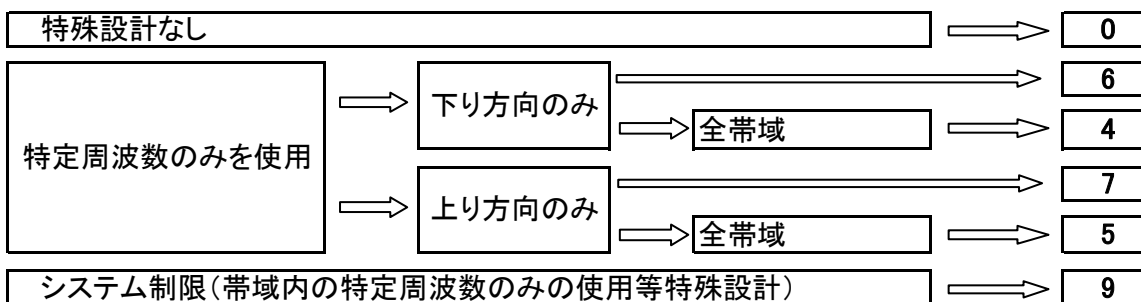 特殊設計なし
0
特定周波数のみを使用
下り方向のみ
6
全帯域
4
上り方向のみ
7
全帯域
5
システム制限(帯域内の特定周波数のみの使用等特殊設計)
9